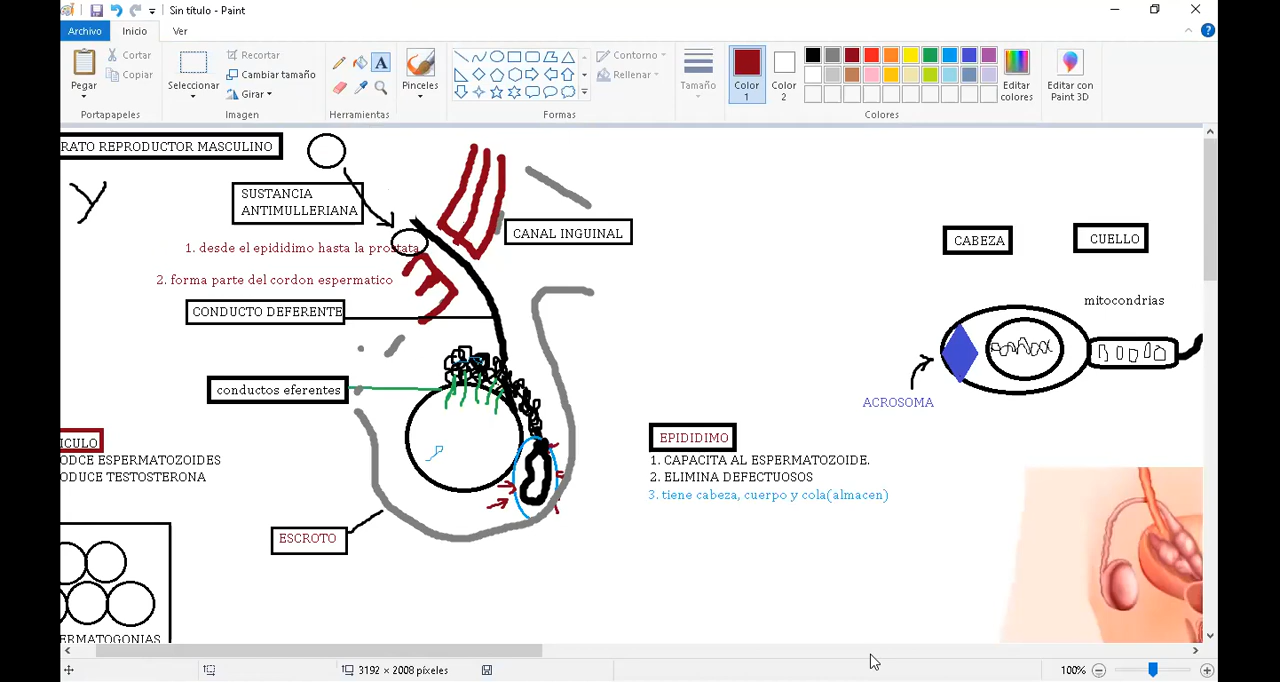 Sin título - Paint
Archivo
Inicio
Ver
Pegar
Cortar
Copiar
Portapapeles
Seleccionar
Recortar
Cambiar tamaño
Girar
Imagen
A
Herramientas
Pinceles
Contorno
Rellenar
Formas
Tamaño
Color 1
Color 2
Editar colores
Colores
Editar con Paint 3D
RATO REPRODUCTOR MASCULINO
y
SUSTANCIA
ANTIMULLERIANA
CANAL INGUINAL
1. desde el epididimo hasta la prostata
2. forma parte del cordon espermatico
CONDUCTO DEFERENTE
conductos eferentes
ICULO
ODCE ESPERMATOZOIDES
ODUCE TESTOSTERONA
ESCROTO
ERMATOGONIAS
EPIDIDIMO
1. CAPACITA AL ESPERMATOZOIDE.
2. ELIMINA DEFECTUOSOS
3. tiene cabeza, cuerpo y cola(almacen)
CABEZA
CUELLO
mitocondrias
ACROSOMA
3192 × 2008 píxeles
100%